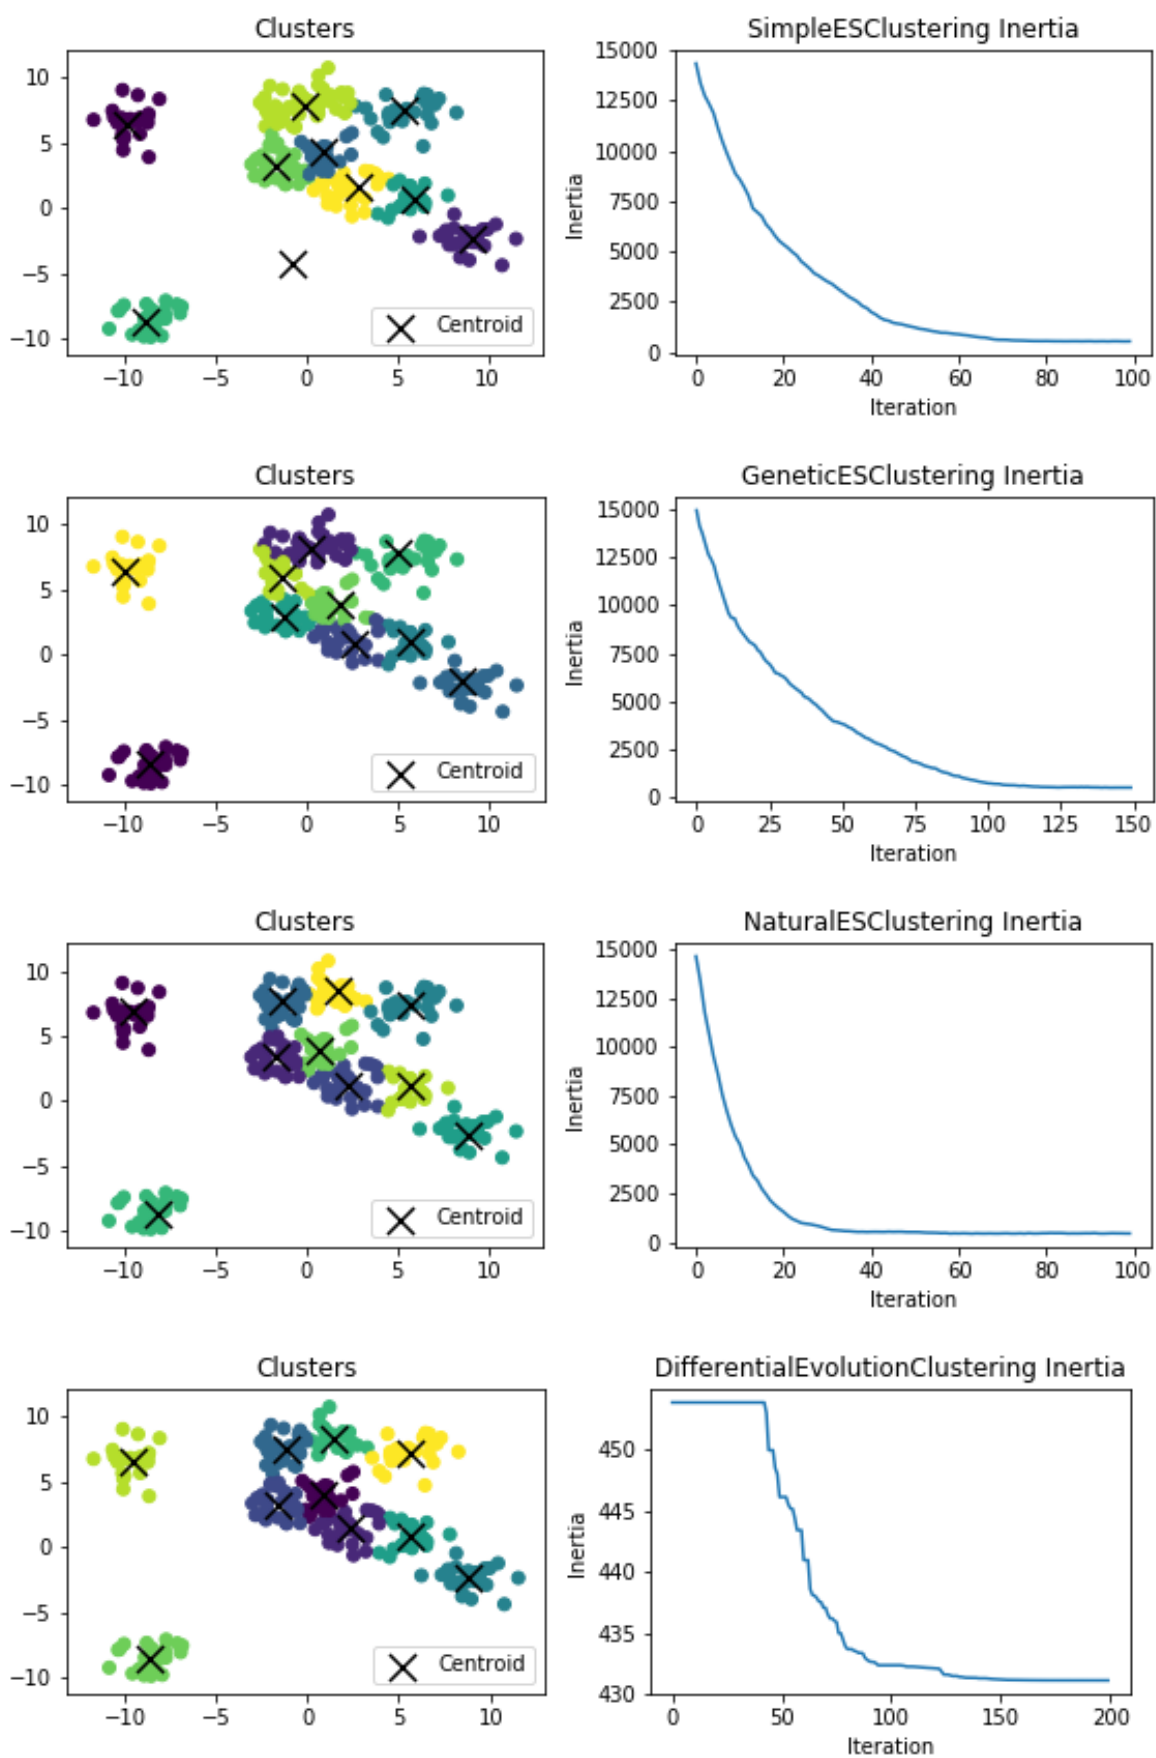 Clusters
10
5
0
−5
−10
−10 −5 0 5 10
Centroid
SimpleESClustering Inertia
15000
12500
10000
7500
5000
2500
0
Inertia
0 20 40 60 80 100
Iteration
Clusters
10
5
0
−5
−10
−10 −5 0 5 10
Centroid
GeneticESClustering Inertia
15000
12500
10000
7500
5000
2500
0
Inertia
0 25 50 75 100 125 150
Iteration
Clusters
10
5
0
−5
−10
−10 −5 0 5 10
Centroid
NaturalESClustering Inertia
15000
12500
10000
7500
5000
2500
0
Inertia
0 20 40 60 80 100
Iteration
Clusters
10
5
0
−5
−10
−10 −5 0 5 10
Centroid
DifferentialEvolutionClustering Inertia
450
445
440
435
430
Inertia
0 50 100 150 200
Iteration